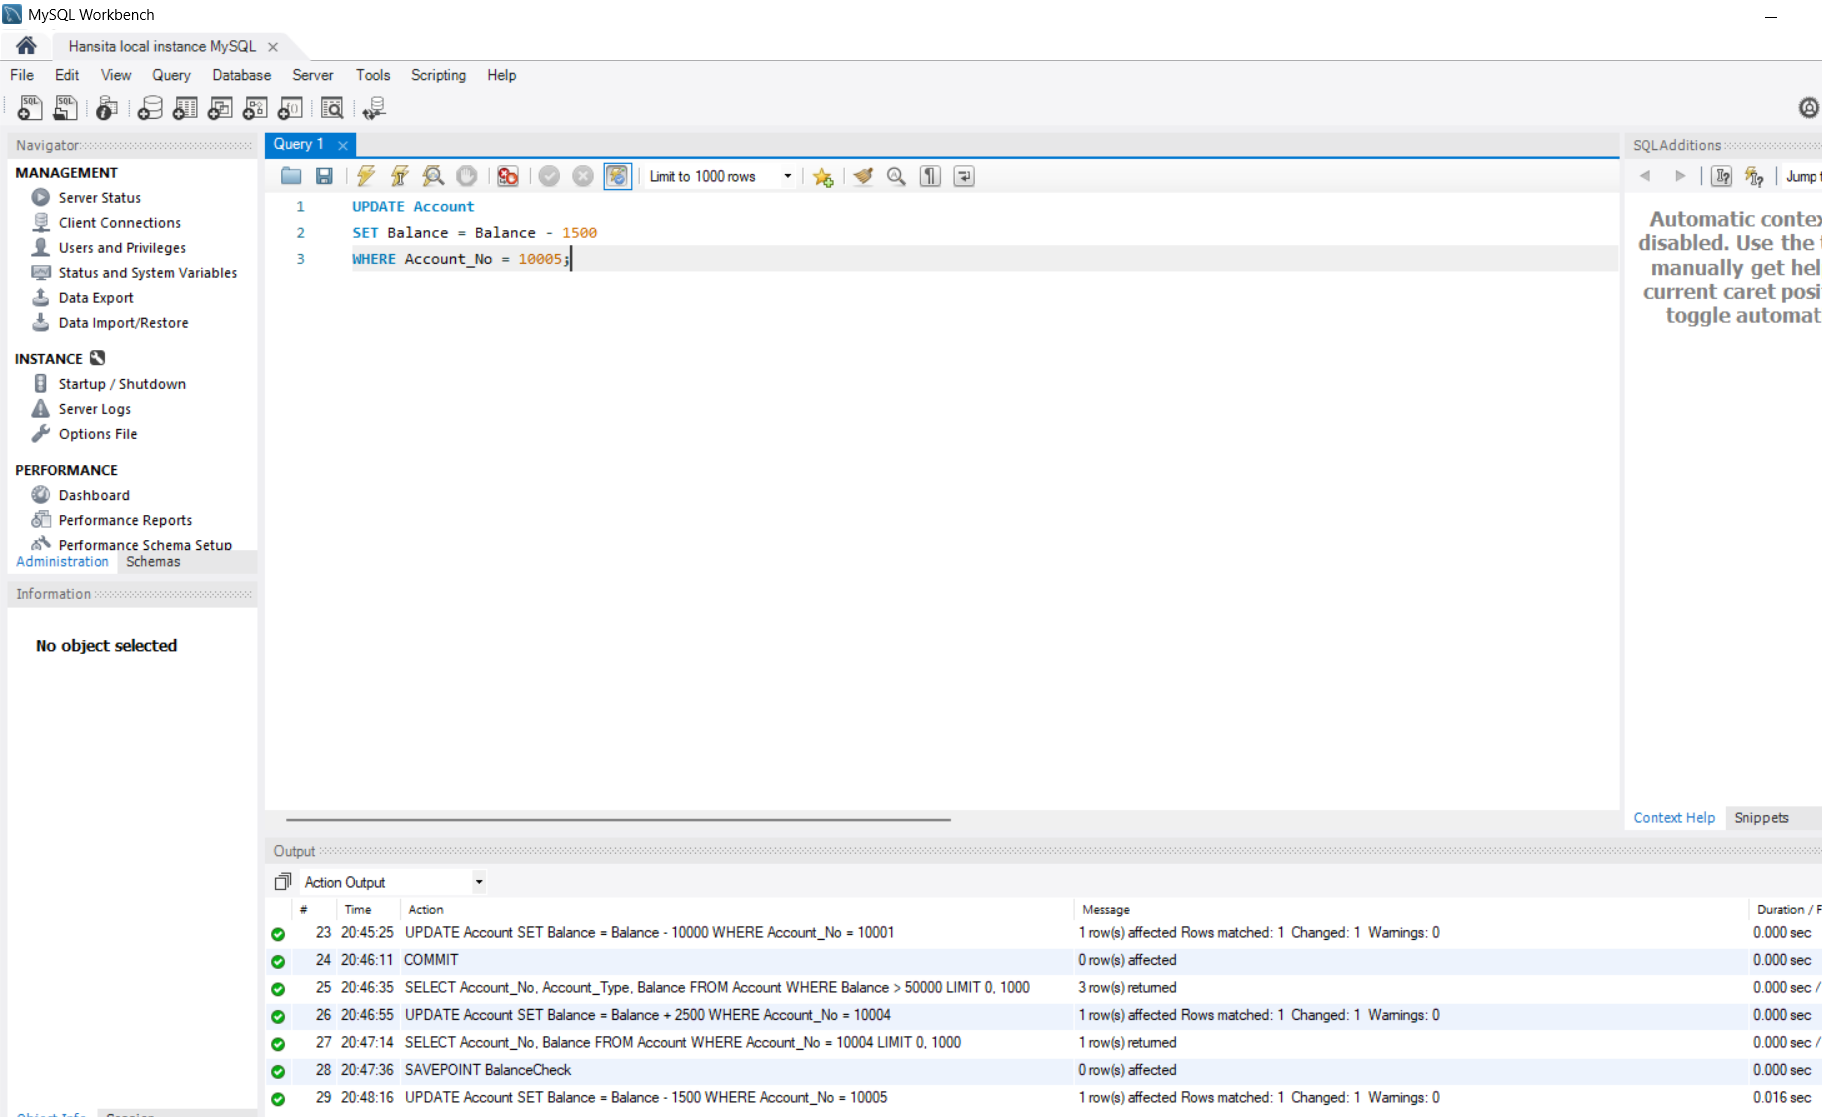 MySQL Workbench
Hansita local instance MySQL
File Edit View Query Database Server Tools Scripting Help
Navigator
MANAGEMENT
Server Status
Client Connections
Users and Privileges
Status and System Variables
Data Export
Data Import/Restore
INSTANCE
Startup / Shutdown
Server Logs
Options File
PERFORMANCE
Dashboard
Performance Reports
Performance Schema Setup
Administration Schemas
Information
No object selected
Query 1
Limit to 1000 rows
1 UPDATE Account
2 SET Balance = Balance - 1500
3 WHERE Account_No = 10005;
SQLAdditions
Jump
Automatic
disabled. Use the
manually get
current caret
toggle
Context Help Snippets
Output
Action Output
# Time Action Message Duration /
23 20:45:25 UPDATE Account SET Balance = Balance - 10000 WHERE Account_No = 10001 1 row(s) affected Rows matched: 1 Changed: 1 Warnings: 0 0.000 sec
24 20:46:11 COMMIT 0 row(s) affected 0.000 sec
25 20:46:35 SELECT Account_No, Account_Type, Balance FROM Account WHERE Balance > 50000 LIMIT 0, 1000 3 row(s) returned 0.000 sec /
26 20:46:55 UPDATE Account SET Balance = Balance + 2500 WHERE Account_No = 10004 1 row(s) affected Rows matched: 1 Changed: 1 Warnings: 0 0.000 sec
27 20:47:14 SELECT Account_No, Balance FROM Account WHERE Account_No = 10004 LIMIT 0, 1000 1 row(s) returned 0.000 sec /
28 20:47:36 SAVEPOINT BalanceCheck 0 row(s) affected 0.000 sec
29 20:48:16 UPDATE Account SET Balance = Balance - 1500 WHERE Account_No = 10005 1 row(s) affected Rows matched: 1 Changed: 1 Warnings: 0 0.016 sec